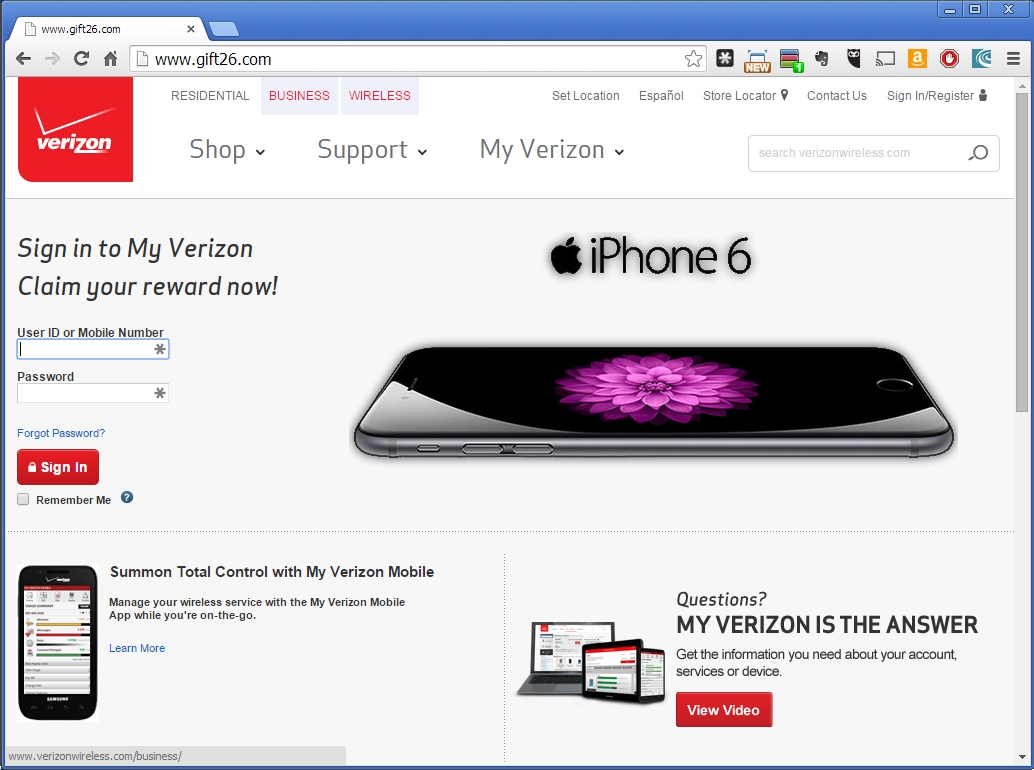 www.gift26.com
www.gift26.com
NEW
1
a
verizon
RESIDENTIAL BUSINESS WIRELESS
Set Location Español Store Locator Contact Us Sign In/Register
Shop Support My Verizon
search verizonwireless.com
Sign in to My Verizon
Claim your reward now!
iPhone 6
User ID or Mobile Number
Password
Forgot Password?
Sign In
Remember Me ?
verizon
SAMSUNG
Summon Total Control with My Verizon Mobile
Manage your wireless service with the My Verizon Mobile
App while you're on-the-go.
Learn More
Questions?
MY VERIZON IS THE ANSWER
Get the information you need about your account,
services or device.
View Video
www.verizonwireless.com/business/